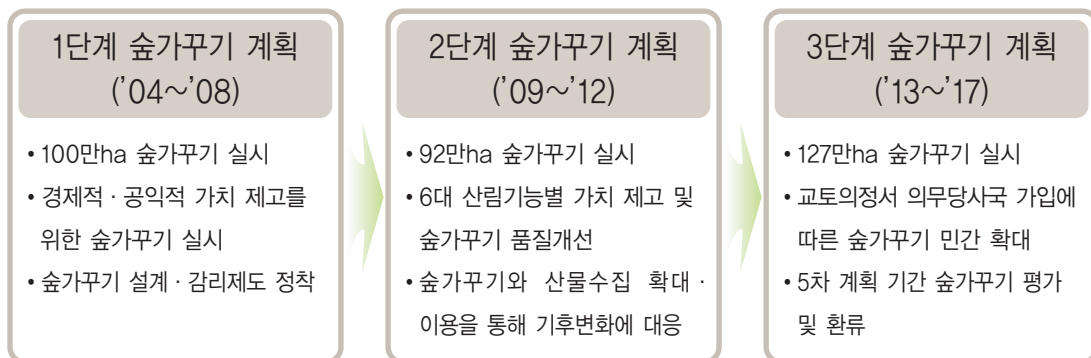 1단계 숲가꾸기 계획
('04~'08)
• 100만ha 숲가꾸기 실시
• 경제적 · 공익적 가치 제고를
위한 숲가꾸기 실시
• 숲가꾸기 설계 · 감리제도 정착
2단계 숲가꾸기 계획
('09~'12)
• 92만ha 숲가꾸기 실시
• 6대 산림기능별 가치 제고 및
숲가꾸기 품질개선
• 숲가꾸기와 산물수집 확대 ·
이용을 통해 기후변화에 대응
3단계 숲가꾸기 계획
('13~'17)
• 127만ha 숲가꾸기 실시
• 교토의정서 의무당사국 가입에
따른 숲가꾸기 민간 확대
• 5차 계획 기간 숲가꾸기 평가
및 환류